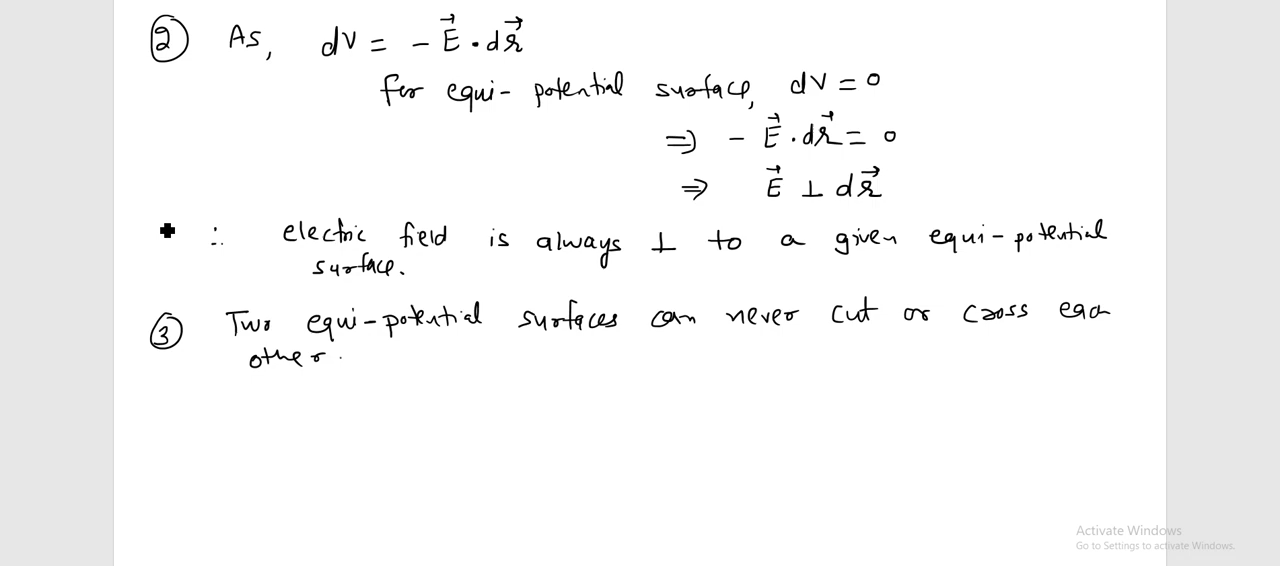 ② As, dv = - E⃗ . dr⃗
for equi-potential surface, dv = 0
⇒ - E⃗ . dr⃗ = 0
⇒ E⃗ ⊥ dr⃗
∴ electric field is always ⊥ to a given equi-potential
surface.
③ Two equi-potential surfaces can never cut or cross each
other.
Activate Windows
Go to Settings to activate Windows.